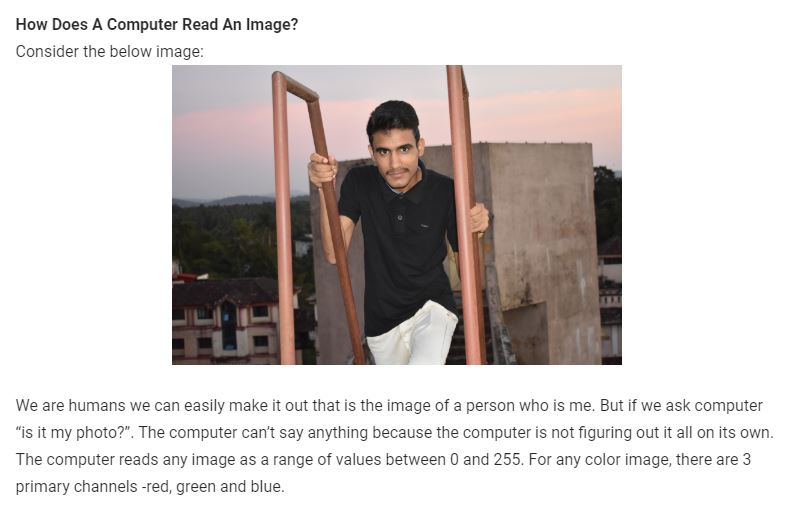 How Does A Computer Read An Image?
Consider the below image:
We are humans we can easily make it out that is the image of a person who is me. But if we ask computer
“is it my photo?”. The computer can’t say anything because the computer is not figuring out it all on its own.
The computer reads any image as a range of values between 0 and 255. For any color image, there are 3
primary channels -red, green and blue.